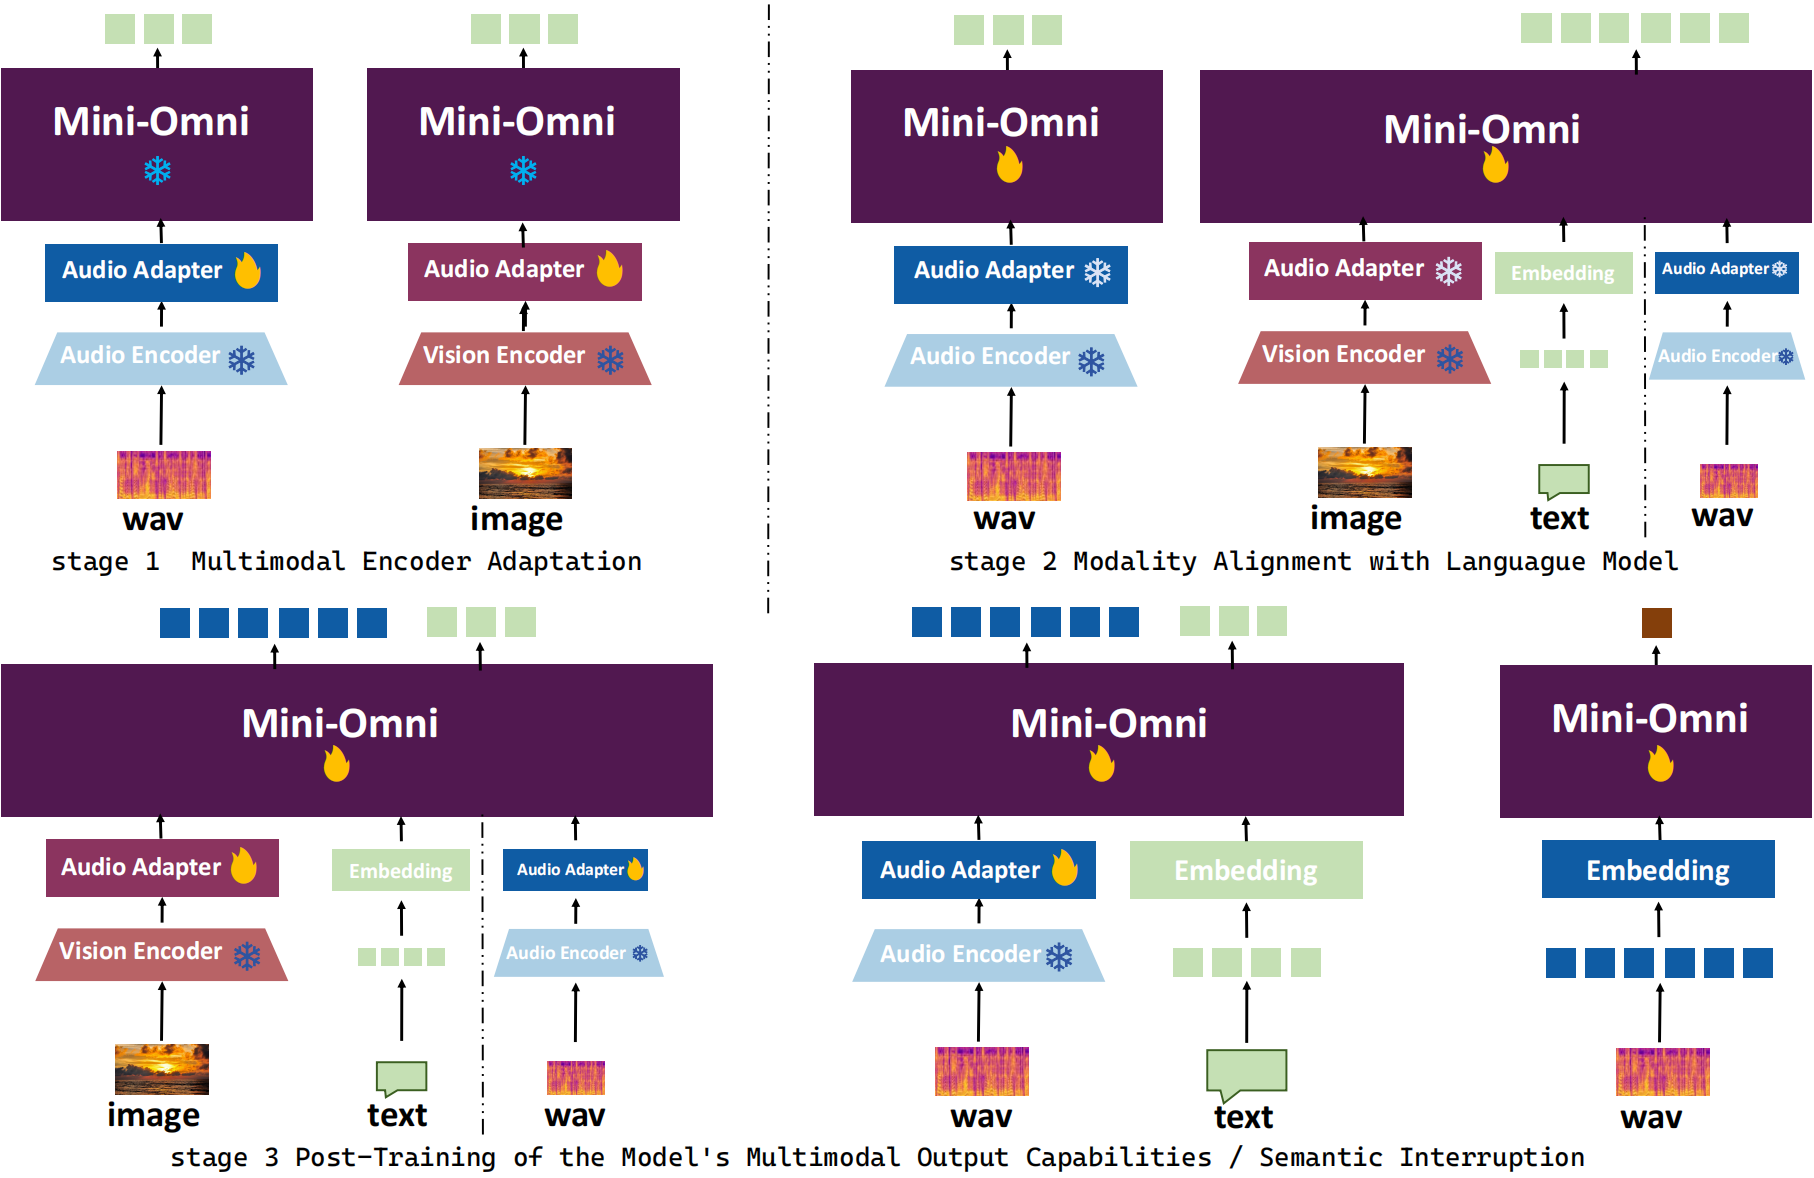 Mini-Omni
Mini-Omni
Audio Adapter
Audio Adapter
Audio Encoder
Vision Encoder
wav
image
stage 1 Multimodal Encoder Adaptation
Mini-Omni
Mini-Omni
Audio Adapter
Audio Adapter
Embedding
Audio Adapter
Audio Encoder
Vision Encoder
Audio Encoder
wav
image
text
wav
stage 2 Modality Alignment with Languague Model
Mini-Omni
Audio Adapter
Embedding
Audio Adapter
Vision Encoder
Audio Encoder
image
text
wav
Mini-Omni
Audio Adapter
Embedding
Audio Encoder
wav
text
Mini-Omni
Embedding
wav
stage 3 Post-Training of the Model's Multimodal Output Capabilities / Semantic Interruption